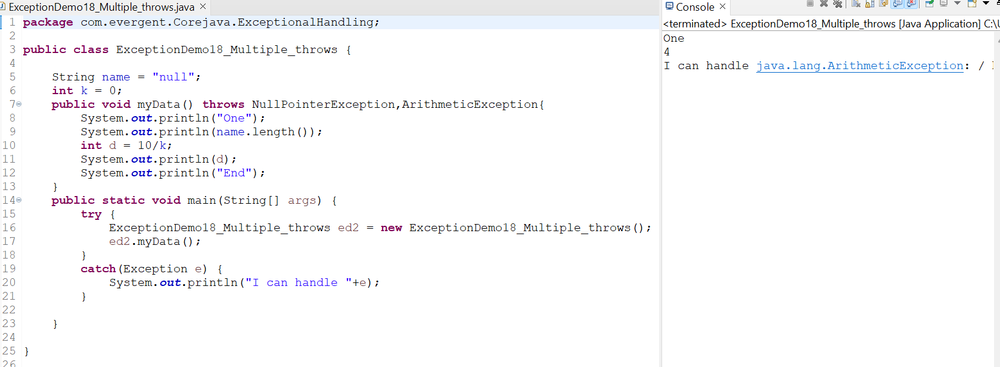 ExceptionDemo18_Multiple_throws.java
1 package com.evergent.Corejava.ExceptionalHandling;
2
3 public class ExceptionDemo18_Multiple_throws {
4
5 String name = "null";
6 int k = 0;
7 public void myData() throws NullPointerException,ArithmeticException{
8 System.out.println("One");
9 System.out.println(name.length());
10 int d = 10/k;
11 System.out.println(d);
12 System.out.println("End");
13 }
14 public static void main(String[] args) {
15 try {
16 ExceptionDemo18_Multiple_throws ed2 = new ExceptionDemo18_Multiple_throws();
17 ed2.myData();
18 }
19 catch(Exception e) {
20 System.out.println("I can handle "+e);
21 }
22
23 }
24
25 }
26
Console
<terminated> ExceptionDemo18_Multiple_throws [Java Application] C:\
One
4
I can handle java.lang.ArithmeticException: /